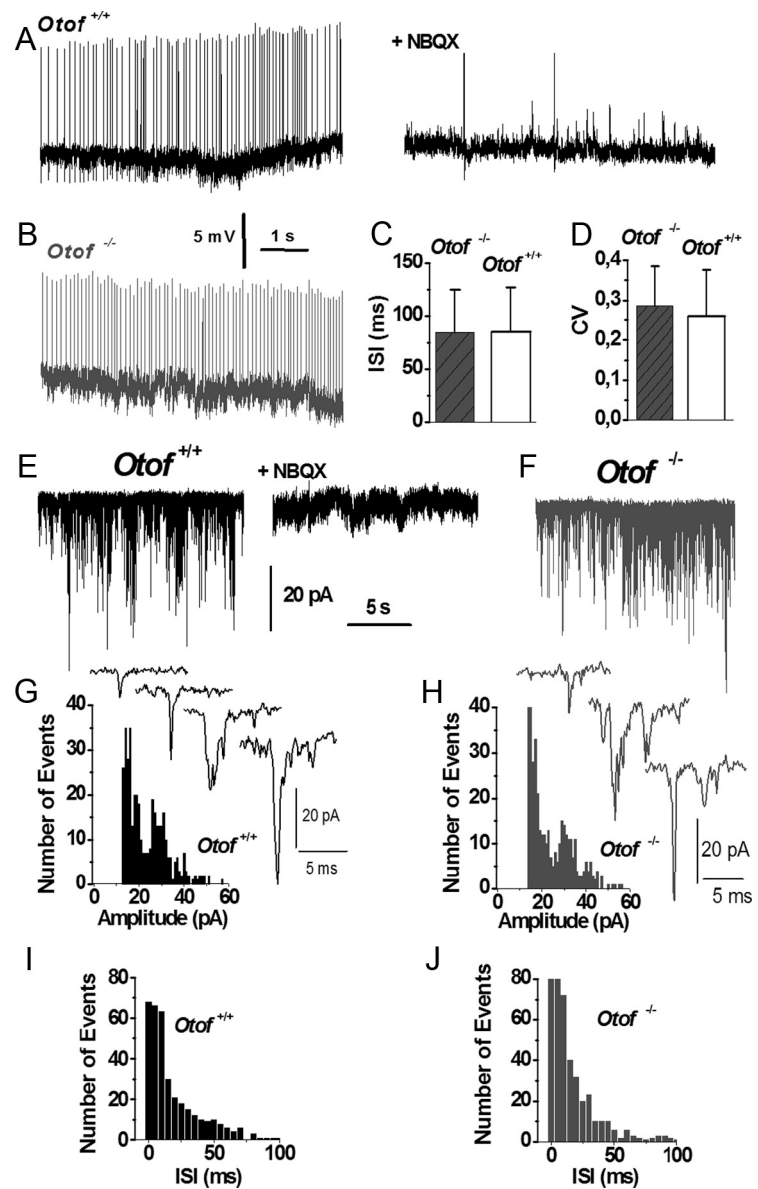 A
Otof +/+
+ NBQX
B
Otof -/-
5 mV
1 s
C
Otof -/-
Otof +/+
150
100
50
0
ISI (ms)
D
Otof -/-
Otof +/+
0,4
0,3
0,2
0,1
0,0
CV
E
Otof +/+
+ NBQX
20 pA
5 s
F
Otof -/-
G
40
30
20
10
0
Number of Events
Otof +/+
20 pA
5 ms
0 20 40 60
Amplitude (pA)
H
40
30
20
10
0
Number of Events
Otof -/-
20 pA
5 ms
0 20 40 60
Amplitude (pA)
I
80
60
40
20
0
Number of Events
Otof +/+
0 50 100
ISI (ms)
J
80
60
40
20
0
Number of Events
Otof -/-
0 50 100
ISI (ms)